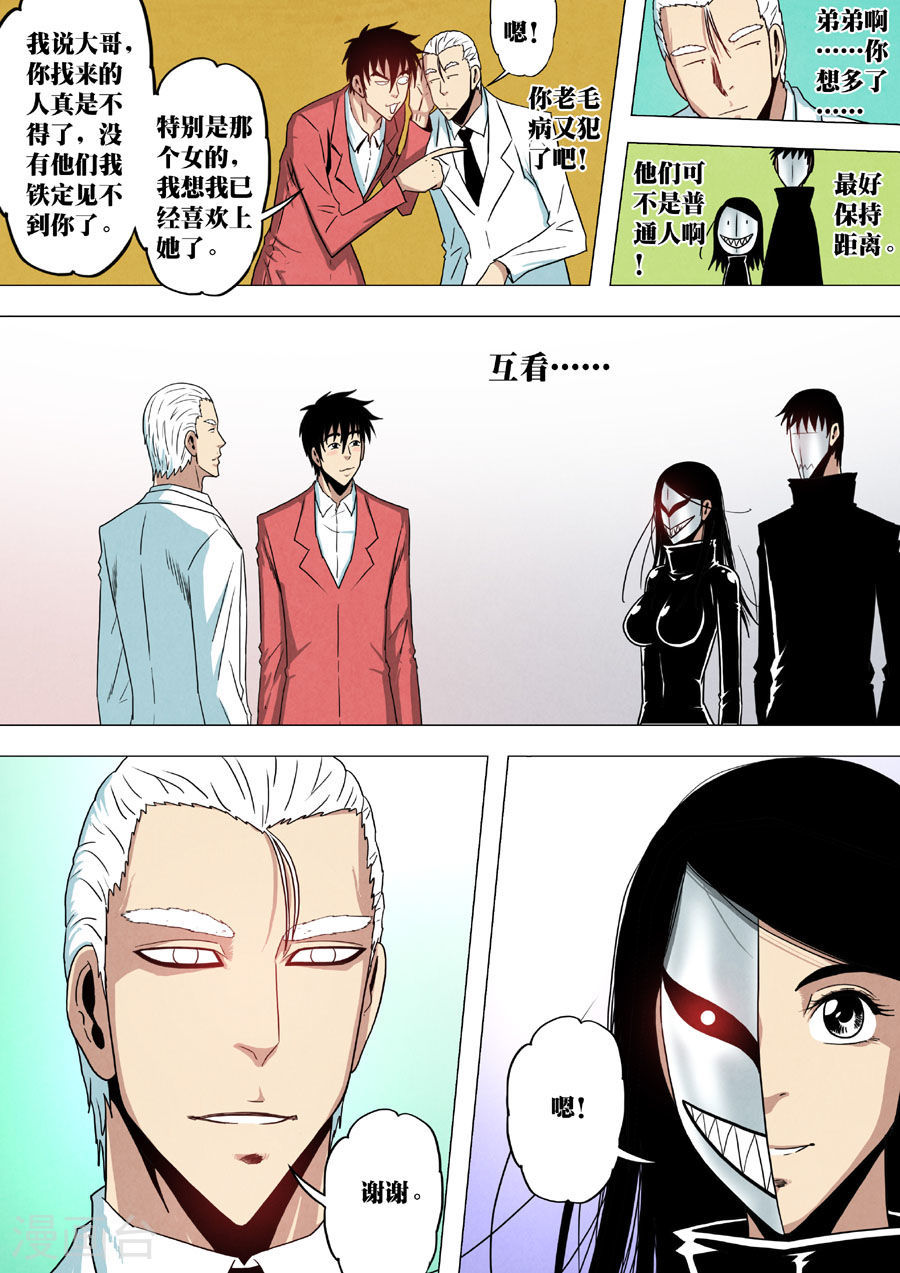 我说大哥，
你找来的
人真是不
得了，没
有他们我
铁定见不
到你了。
特别是那
个女的，
我想我已
经喜欢上
她了。
嗯！
你老毛
病又犯
了吧！
弟弟啊
……你
想多了
……
他们可
不是普
通人啊
！
最好
保持
距离。
互看……
谢谢。
嗯！
漫画台